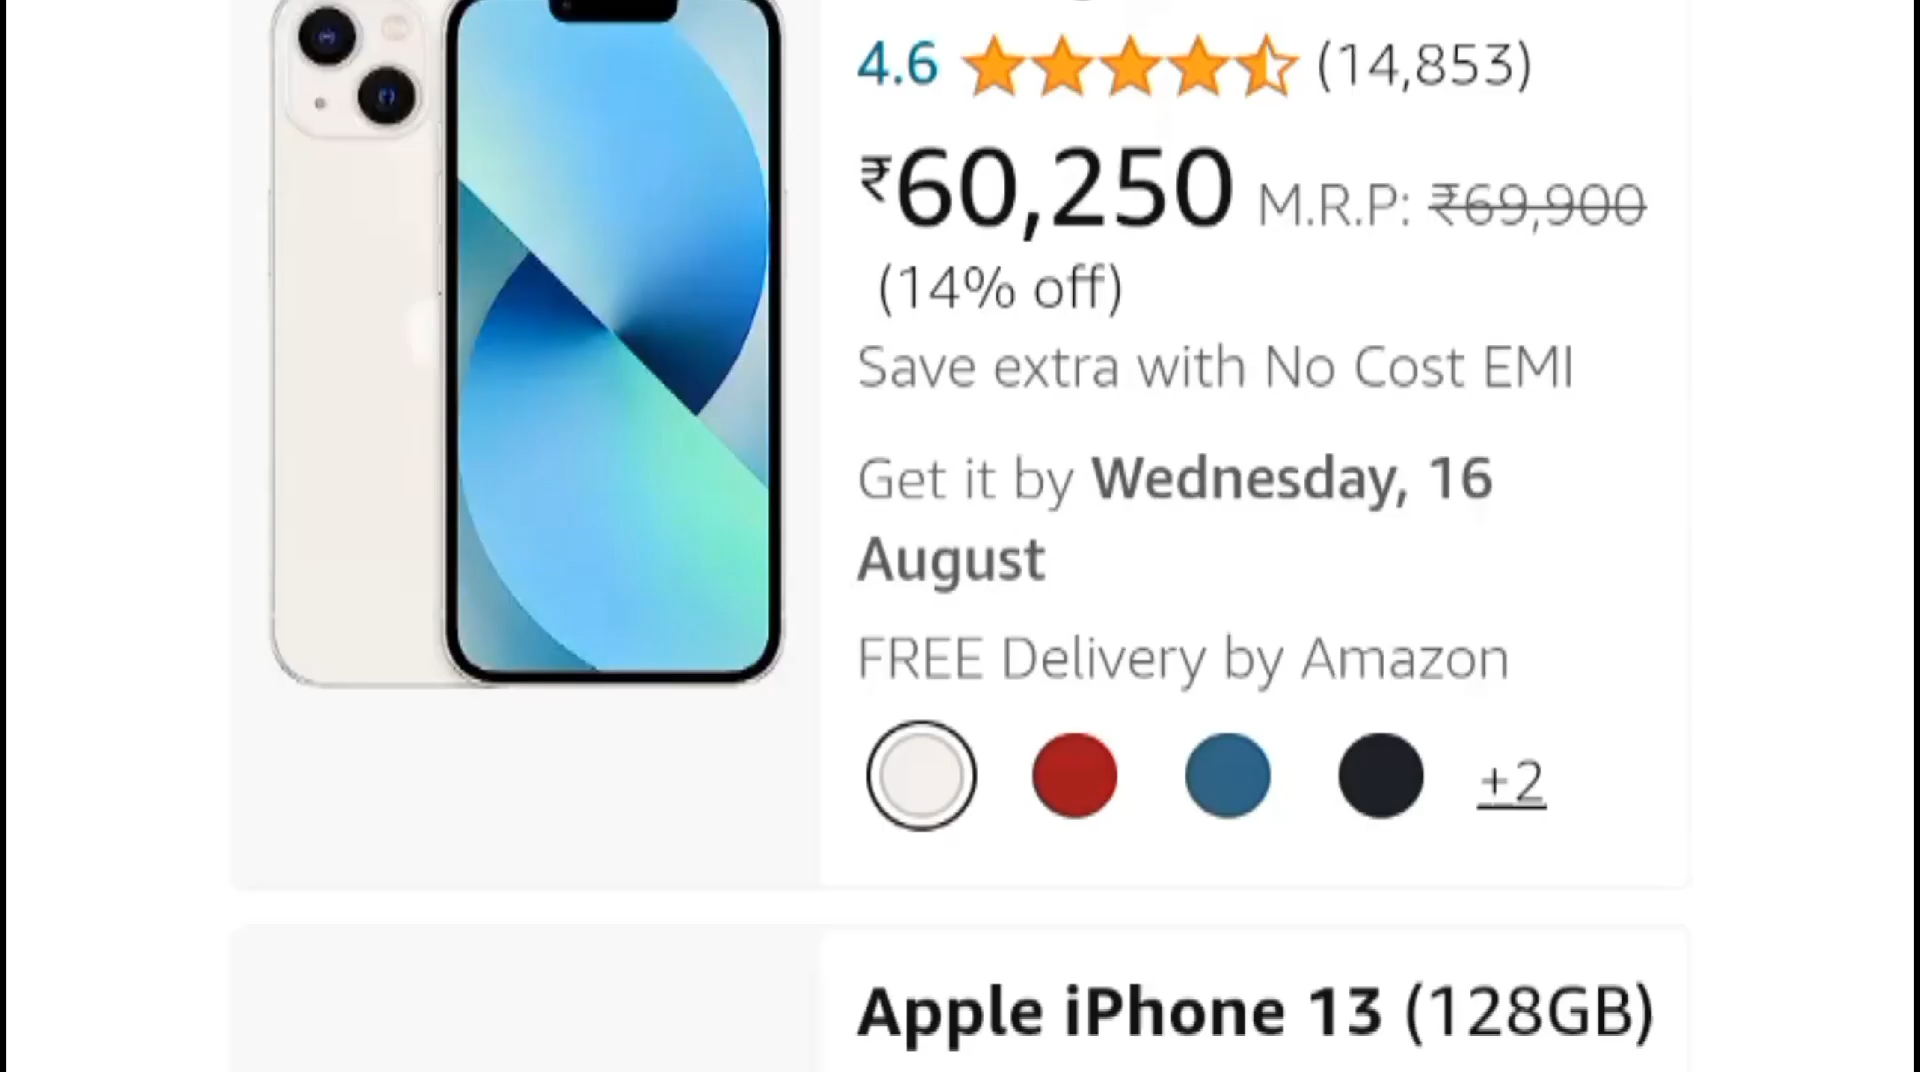 4.6 (14,853)
₹60,250 M.R.P: ₹69,900
(14% off)
Save extra with No Cost EMI
Get it by Wednesday, 16
August
FREE Delivery by Amazon
+2
Apple iPhone 13 (128GB)